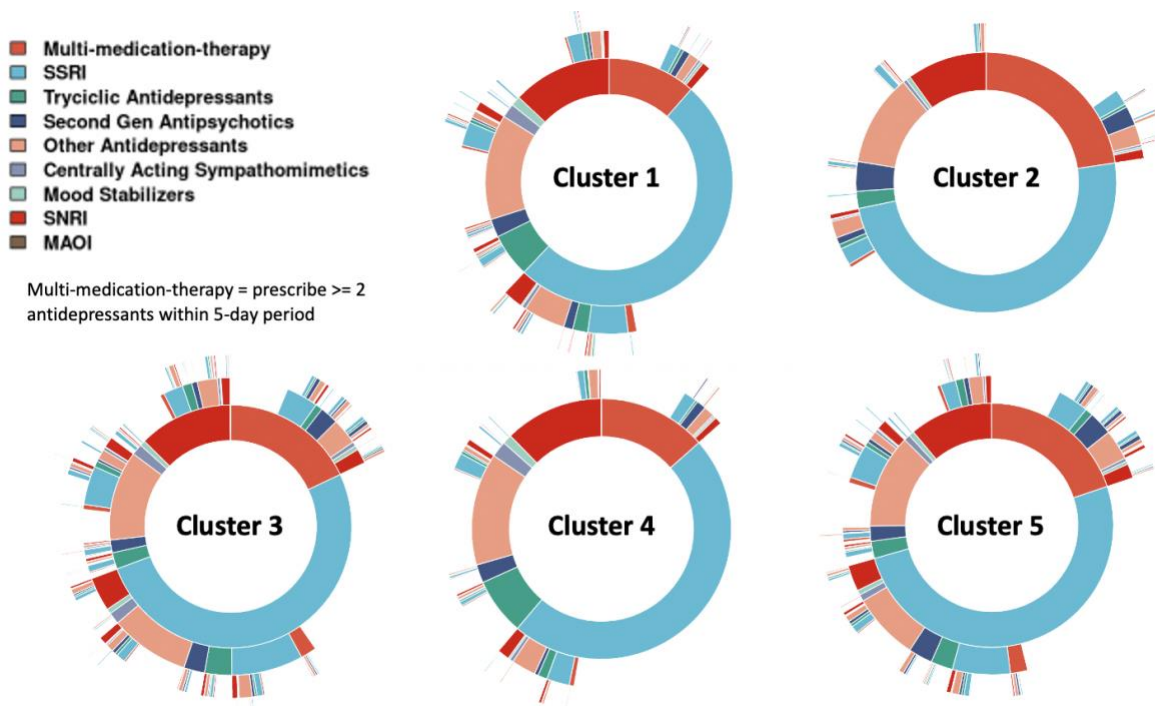 Multi-medication-therapy
SSRI
Tryciclic Antidepressants
Second Gen Antipsychotics
Other Antidepressants
Centrally Acting Sympathomimetics
Mood Stabilizers
SNRI
MAOI
Multi-medication-therapy = prescribe >= 2
antidepressants within 5-day period
Cluster 1
Cluster 2
Cluster 3
Cluster 4
Cluster 5